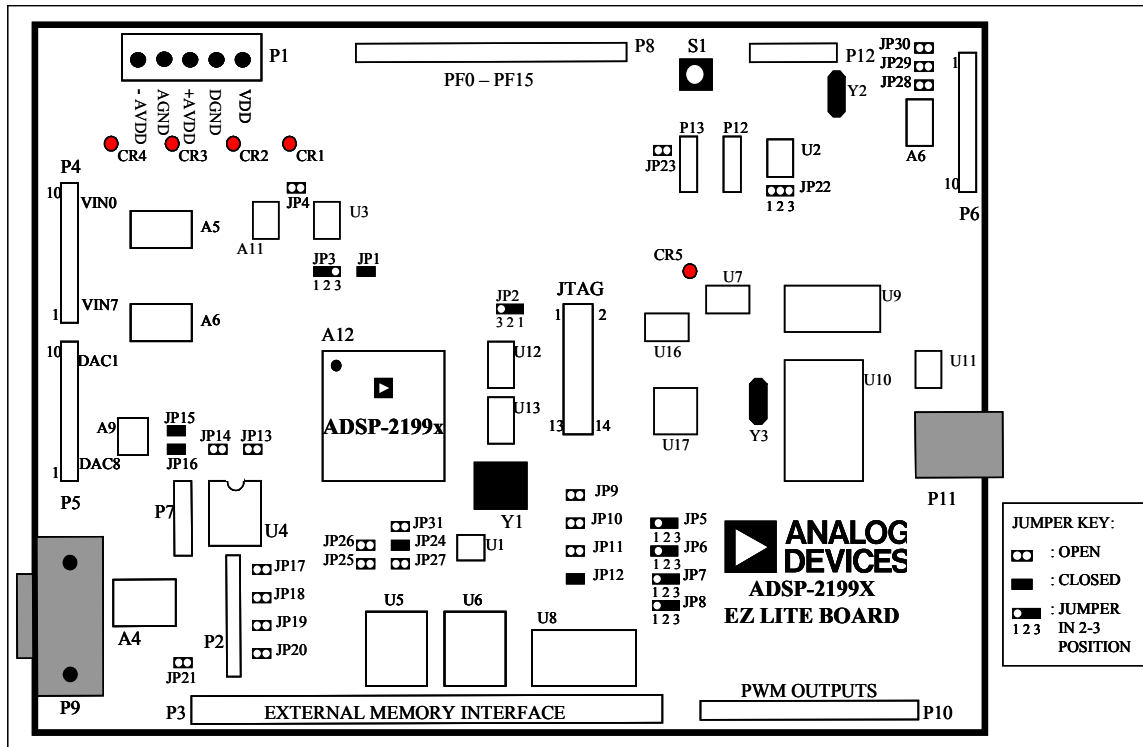 P1
- AVDD
AGND
+AVDD
DGND
VDD
P8
PF0 – PF15
S1
P12
Y2
JP30
JP29
JP28
A6
1
10
P6
CR4
CR3
CR2
CR1
JP23
P13
P12
U2
JP22
1 2 3
P4
10
VIN0
VIN7
1
A5
A6
A11
JP4
U3
JP3
1 2 3
JP1
CR5
U7
U9
JP2
3 2 1
JTAG
1
2
13
14
U16
U17
U10
U11
Y3
P11
A12
ADSP-2199x
U12
U13
10
DAC1
DAC8
1
P5
A9
JP15
JP16
JP14
JP13
P7
U4
Y1
JP31
JP26
JP24
JP25
JP27
U1
JP9
JP10
JP11
JP12
JP5
1 2 3
JP6
1 2 3
JP7
1 2 3
JP8
1 2 3
ANALOG
DEVICES
ADSP-2199X
EZ LITE BOARD
JUMPER KEY:
: OPEN
: CLOSED
: JUMPER
1 2 3
IN 2-3
POSITION
JP17
JP18
JP19
JP20
JP21
P2
A4
P9
U5
U6
U8
P3
EXTERNAL MEMORY INTERFACE
PWM OUTPUTS
P10